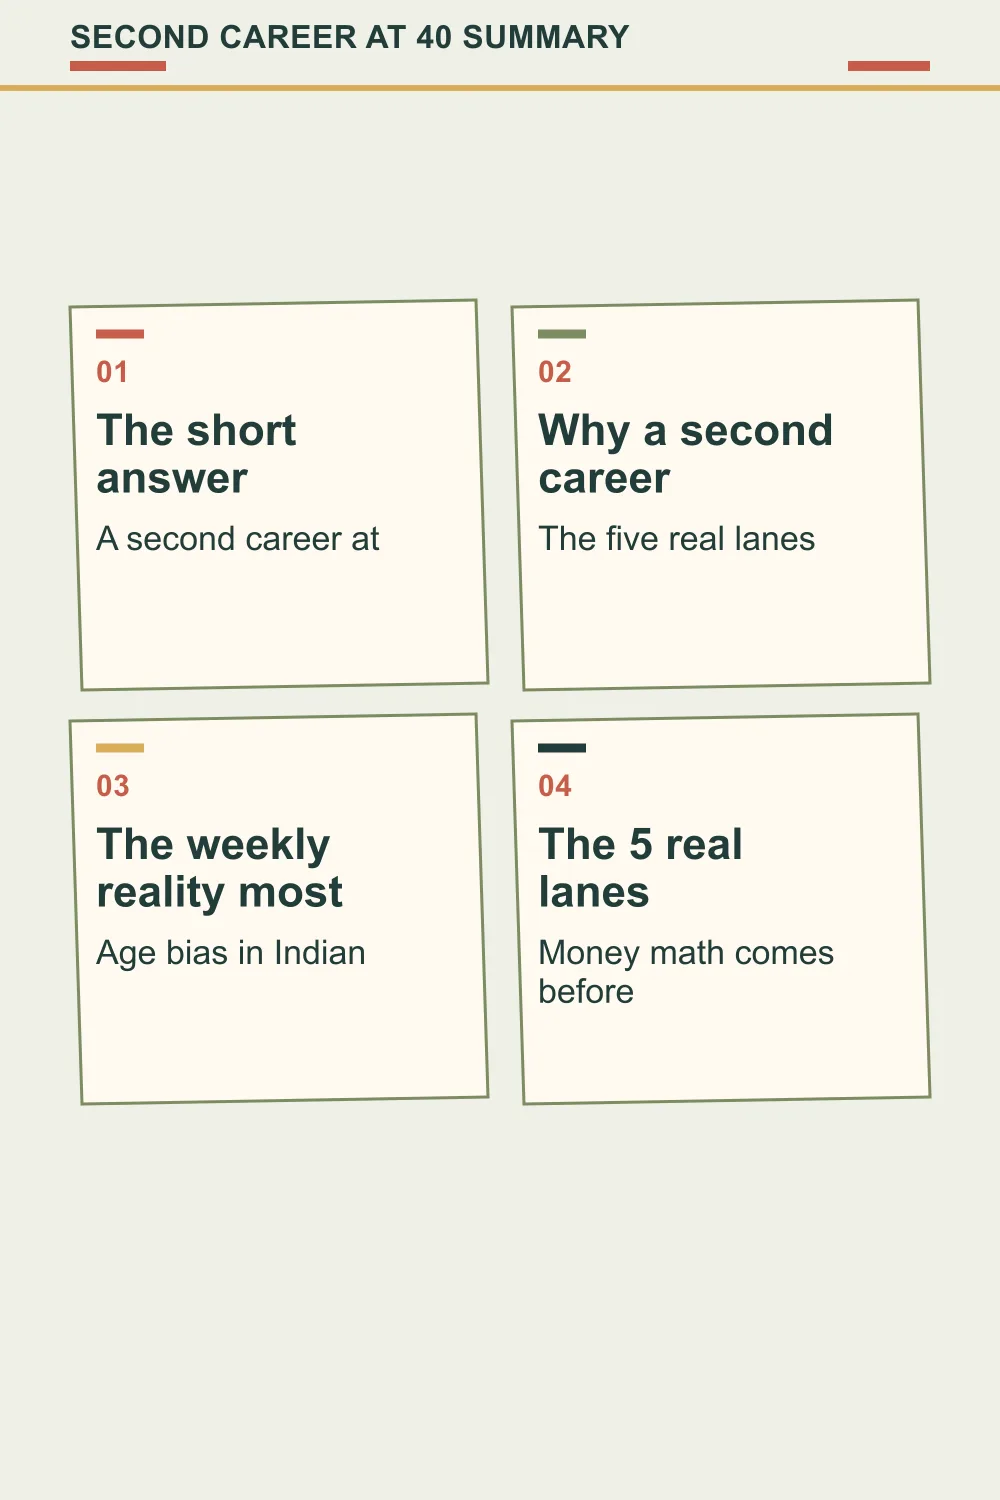 SECOND CAREER AT 40 SUMMARY
01
The short
answer
A second career at
02
Why a second
career
The five real lanes
03
The weekly
reality most
Age bias in Indian
04
The 5 real
lanes
Money math comes
before